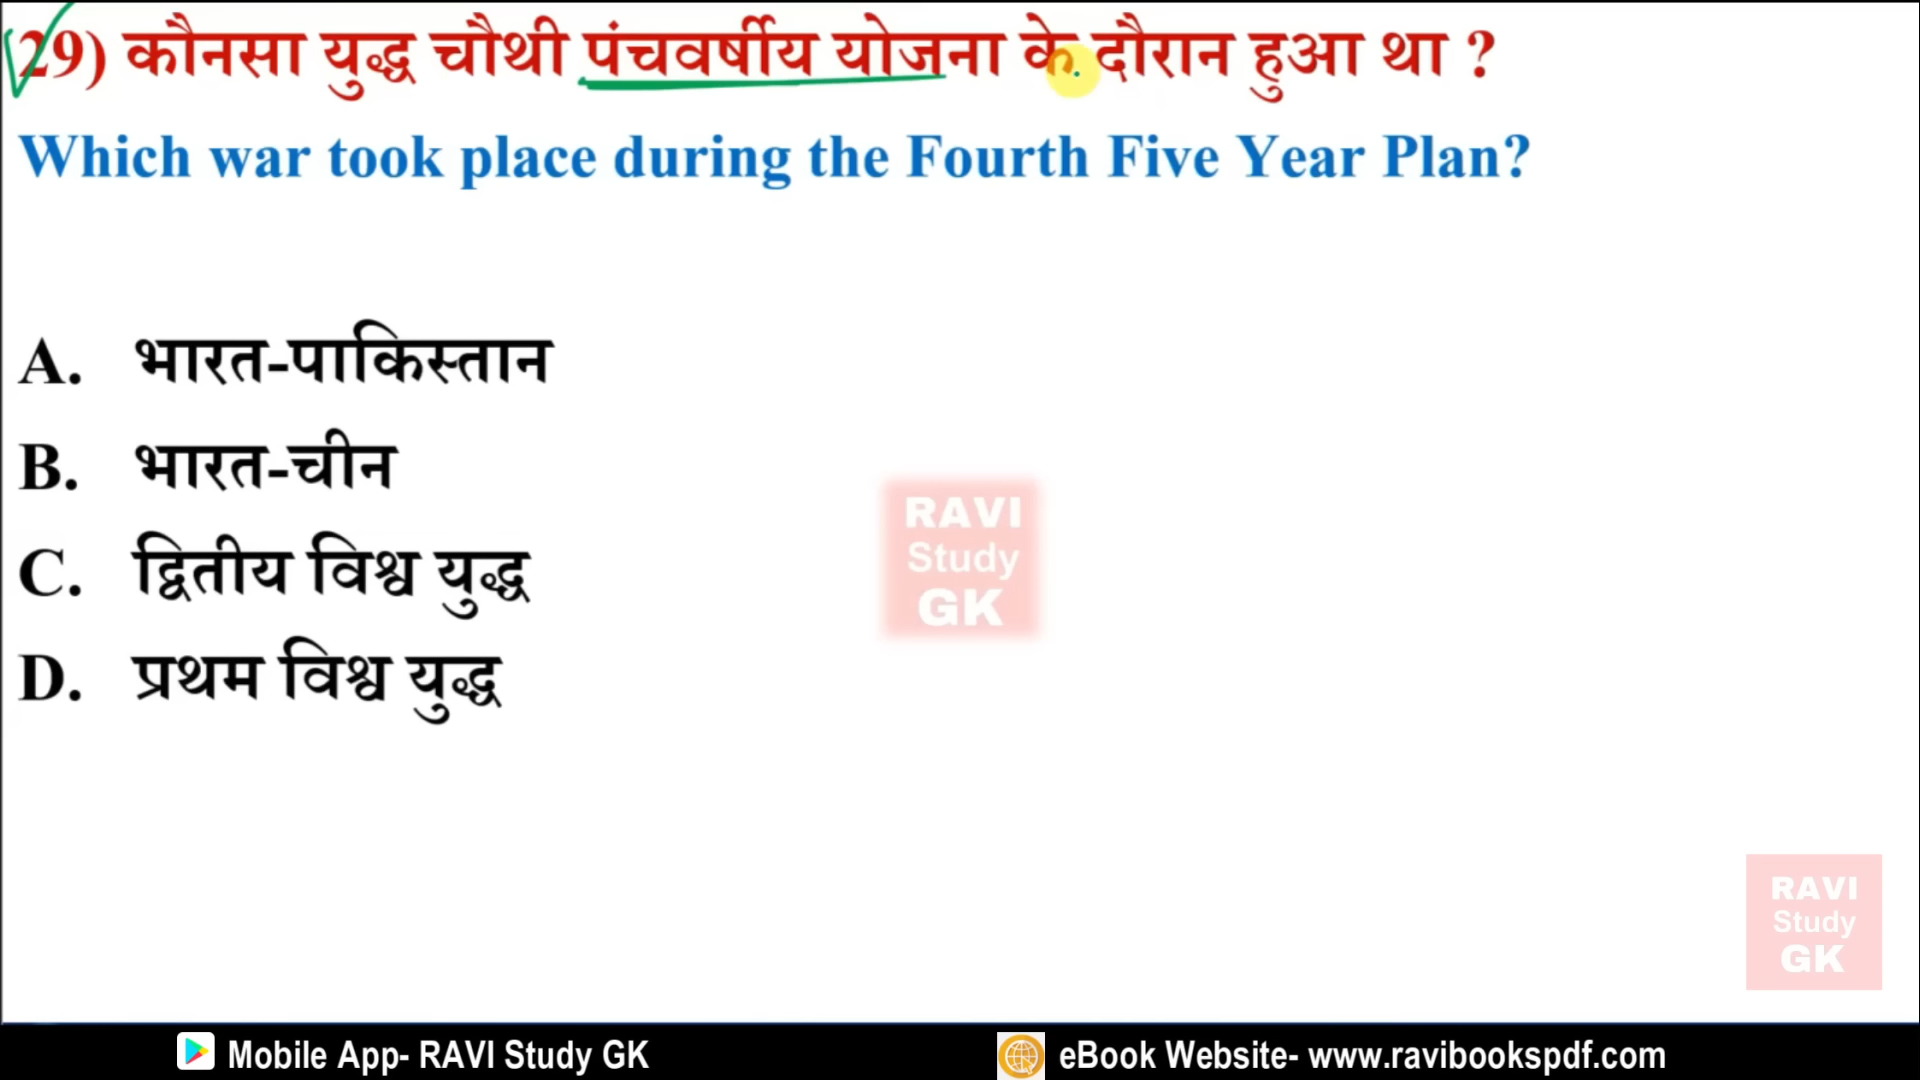 29) कौनसा युद्ध चौथी पंचवर्षीय योजना के दौरान हुआ था ?
Which war took place during the Fourth Five Year Plan?
A. भारत-पाकिस्तान
B. भारत-चीन
C. द्वितीय विश्व युद्ध
D. प्रथम विश्व युद्ध
RAVI
Study
GK
RAVI
Study
GK
Mobile App- RAVI Study GK
eBook Website- www.ravibookspdf.com